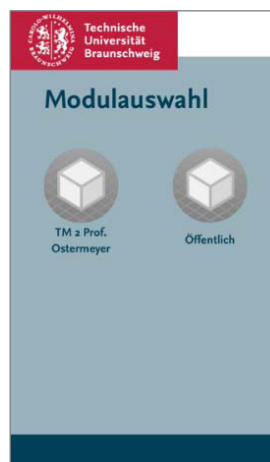 Technische
Universität
Braunschweig
Modulauswahl
TM 2 Prof.
Ostermeyer
Öffentlich